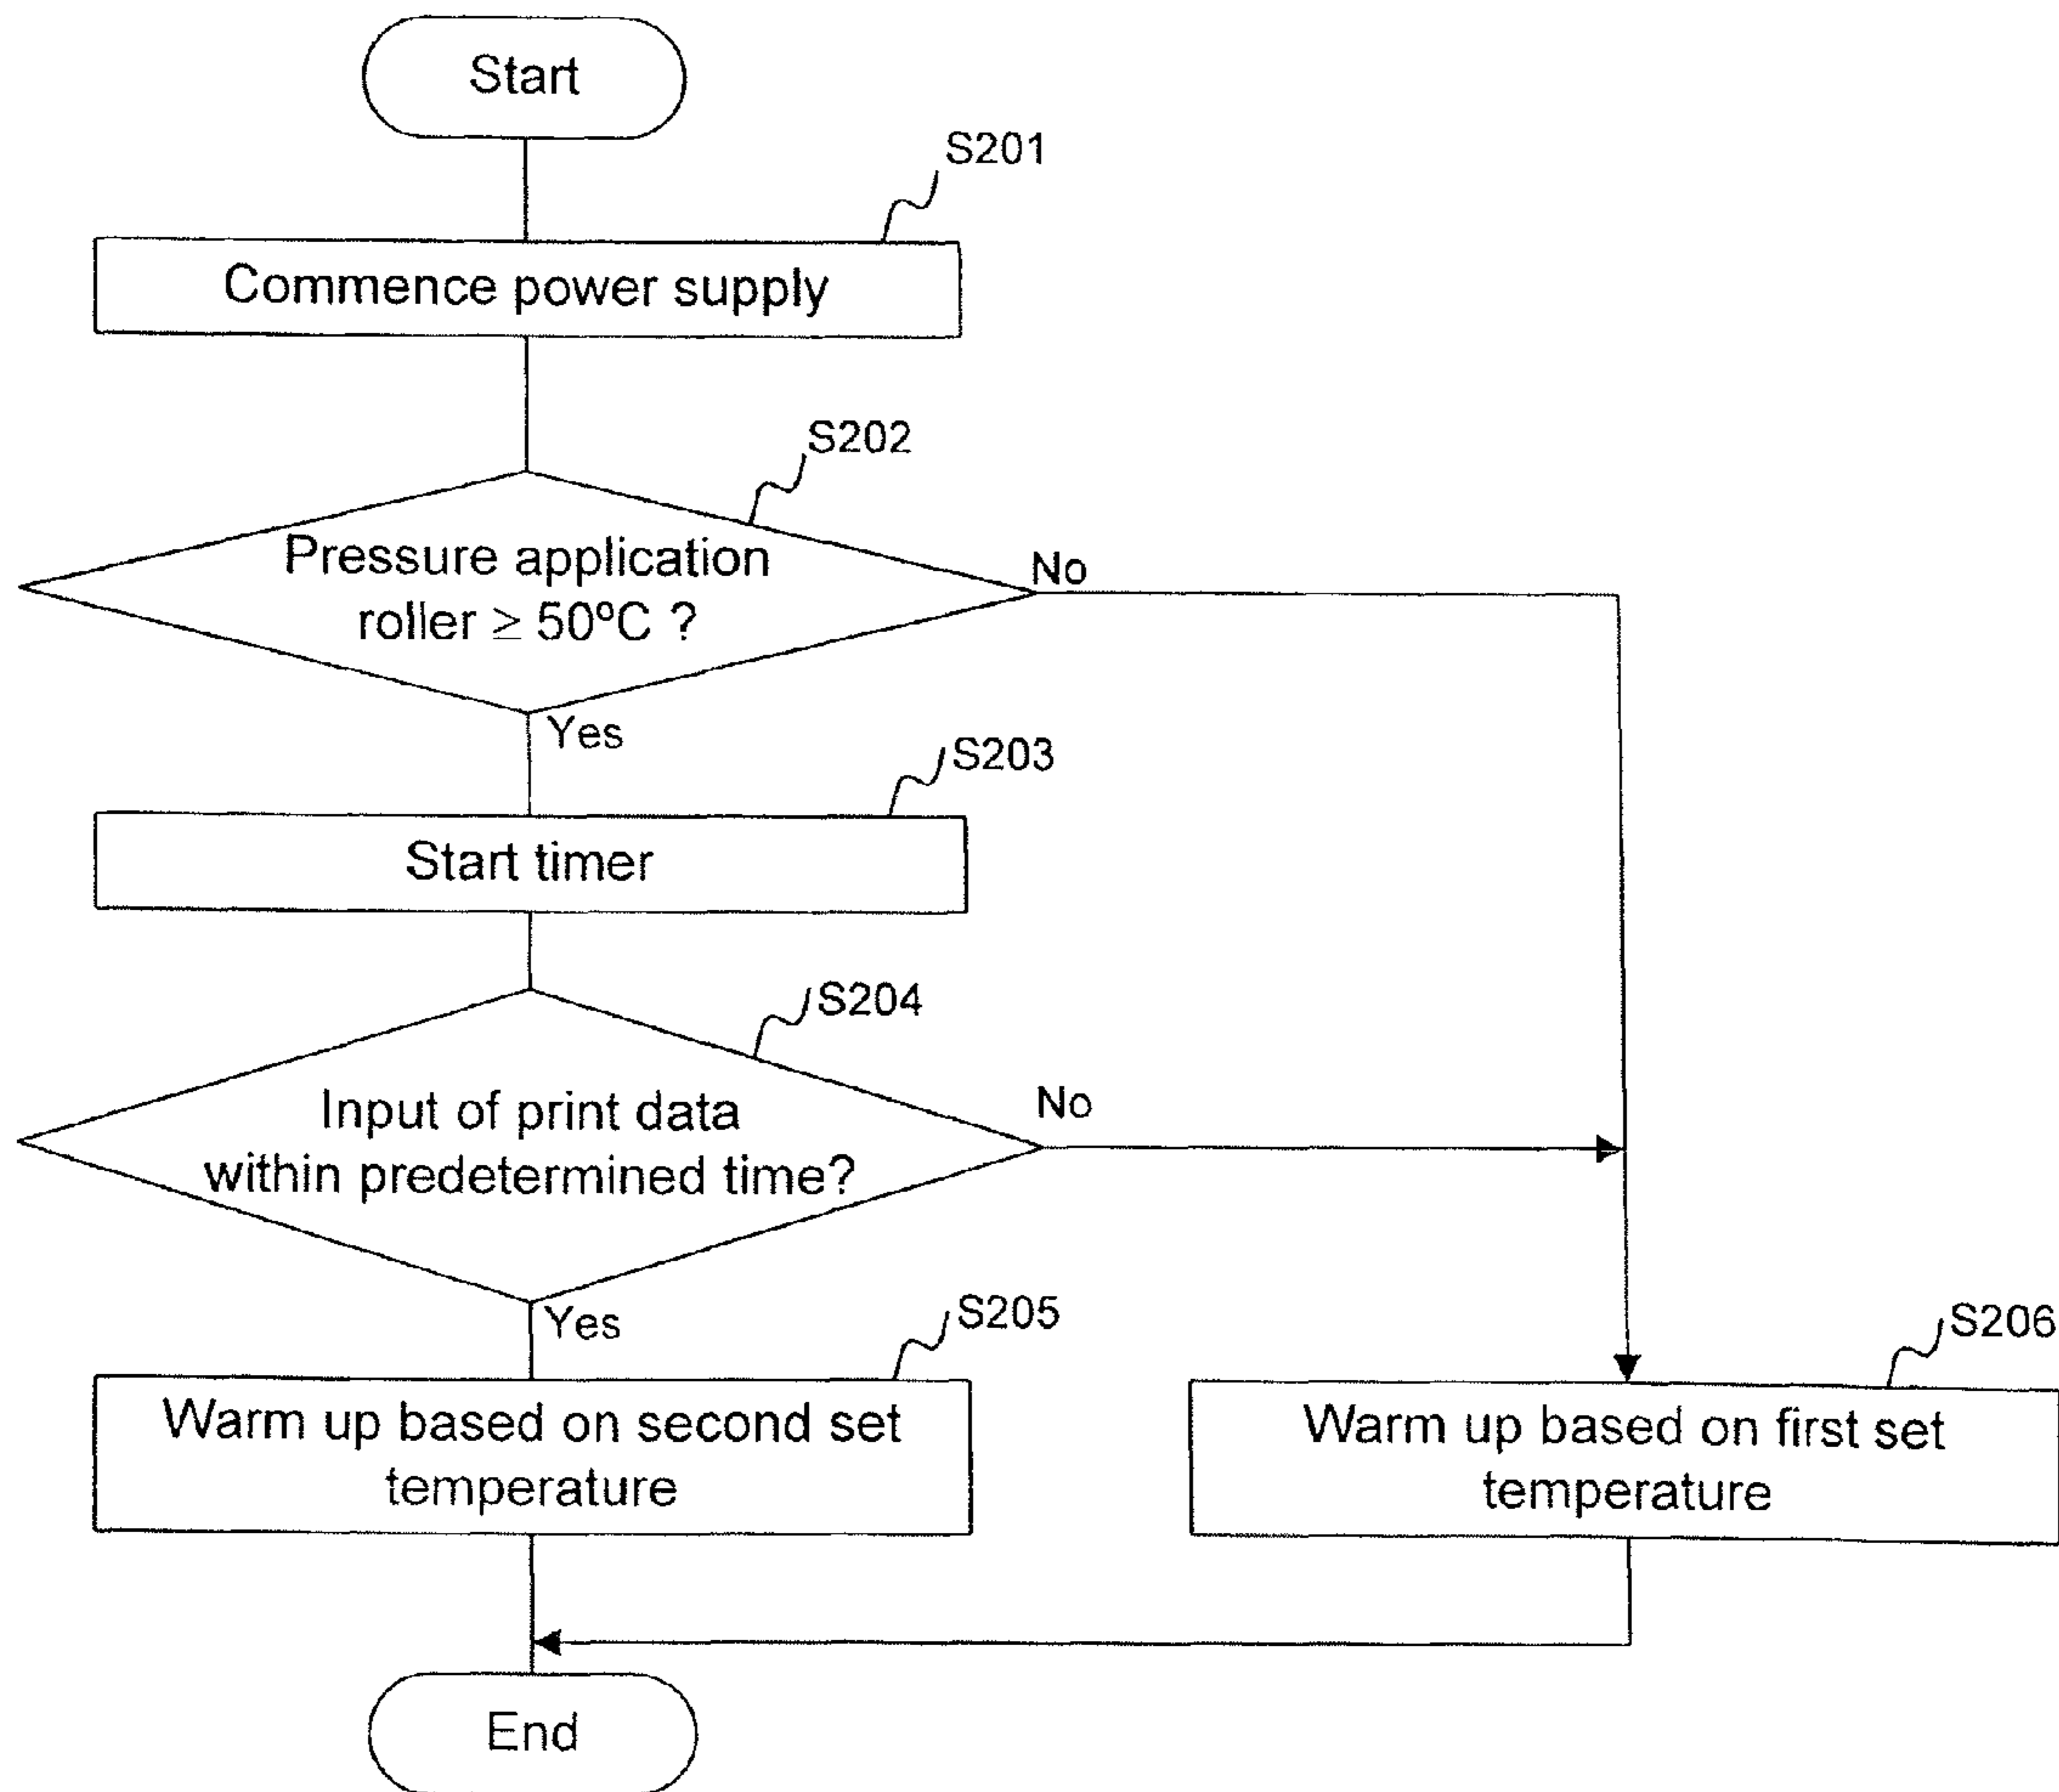 Start
S201
Commence power supply
S202
Pressure application
roller ≥ 50ºC ?
No
Yes
S203
Start timer
S204
Input of print data
within predetermined time?
No
Yes
S205
Warm up based on second set
temperature
S206
Warm up based on first set
temperature
End